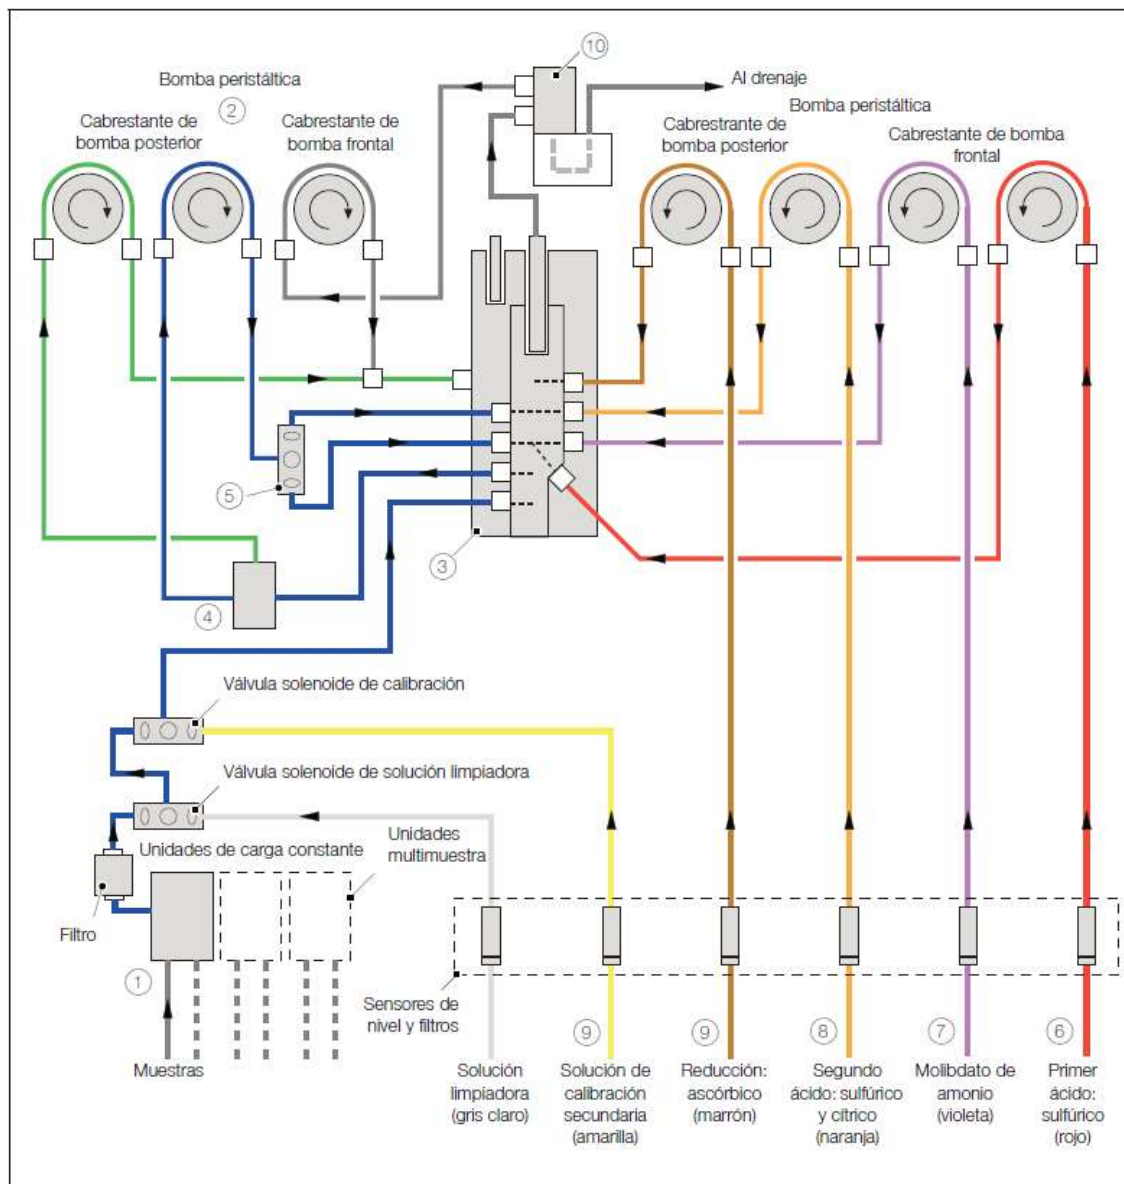 10
Al drenaje
Bomba peristáltica
2
Cabrestante de
bomba posterior
Cabrestante de
bomba frontal
Bomba peristáltica
Cabrestrante de
bomba posterior
Cabrestante de bomba
frontal
5
3
4
Válvula solenoide de calibración
Válvula solenoide de solución limpiadora
Unidades de carga constante
Unidades
multimuestra
Filtro
1
Muestras
Sensores de
nivel y filtros
9
9
8
7
6
Solución
limpiadora
(gris claro)
Solución de
calibración
secundaria
(amarilla)
Reducción:
ascórbico
(marrón)
Segundo
ácido: sulfúrico
y cítrico
(naranja)
Molibdato de
amonio
(violeta)
Primer
ácido:
sulfúrico
(rojo)